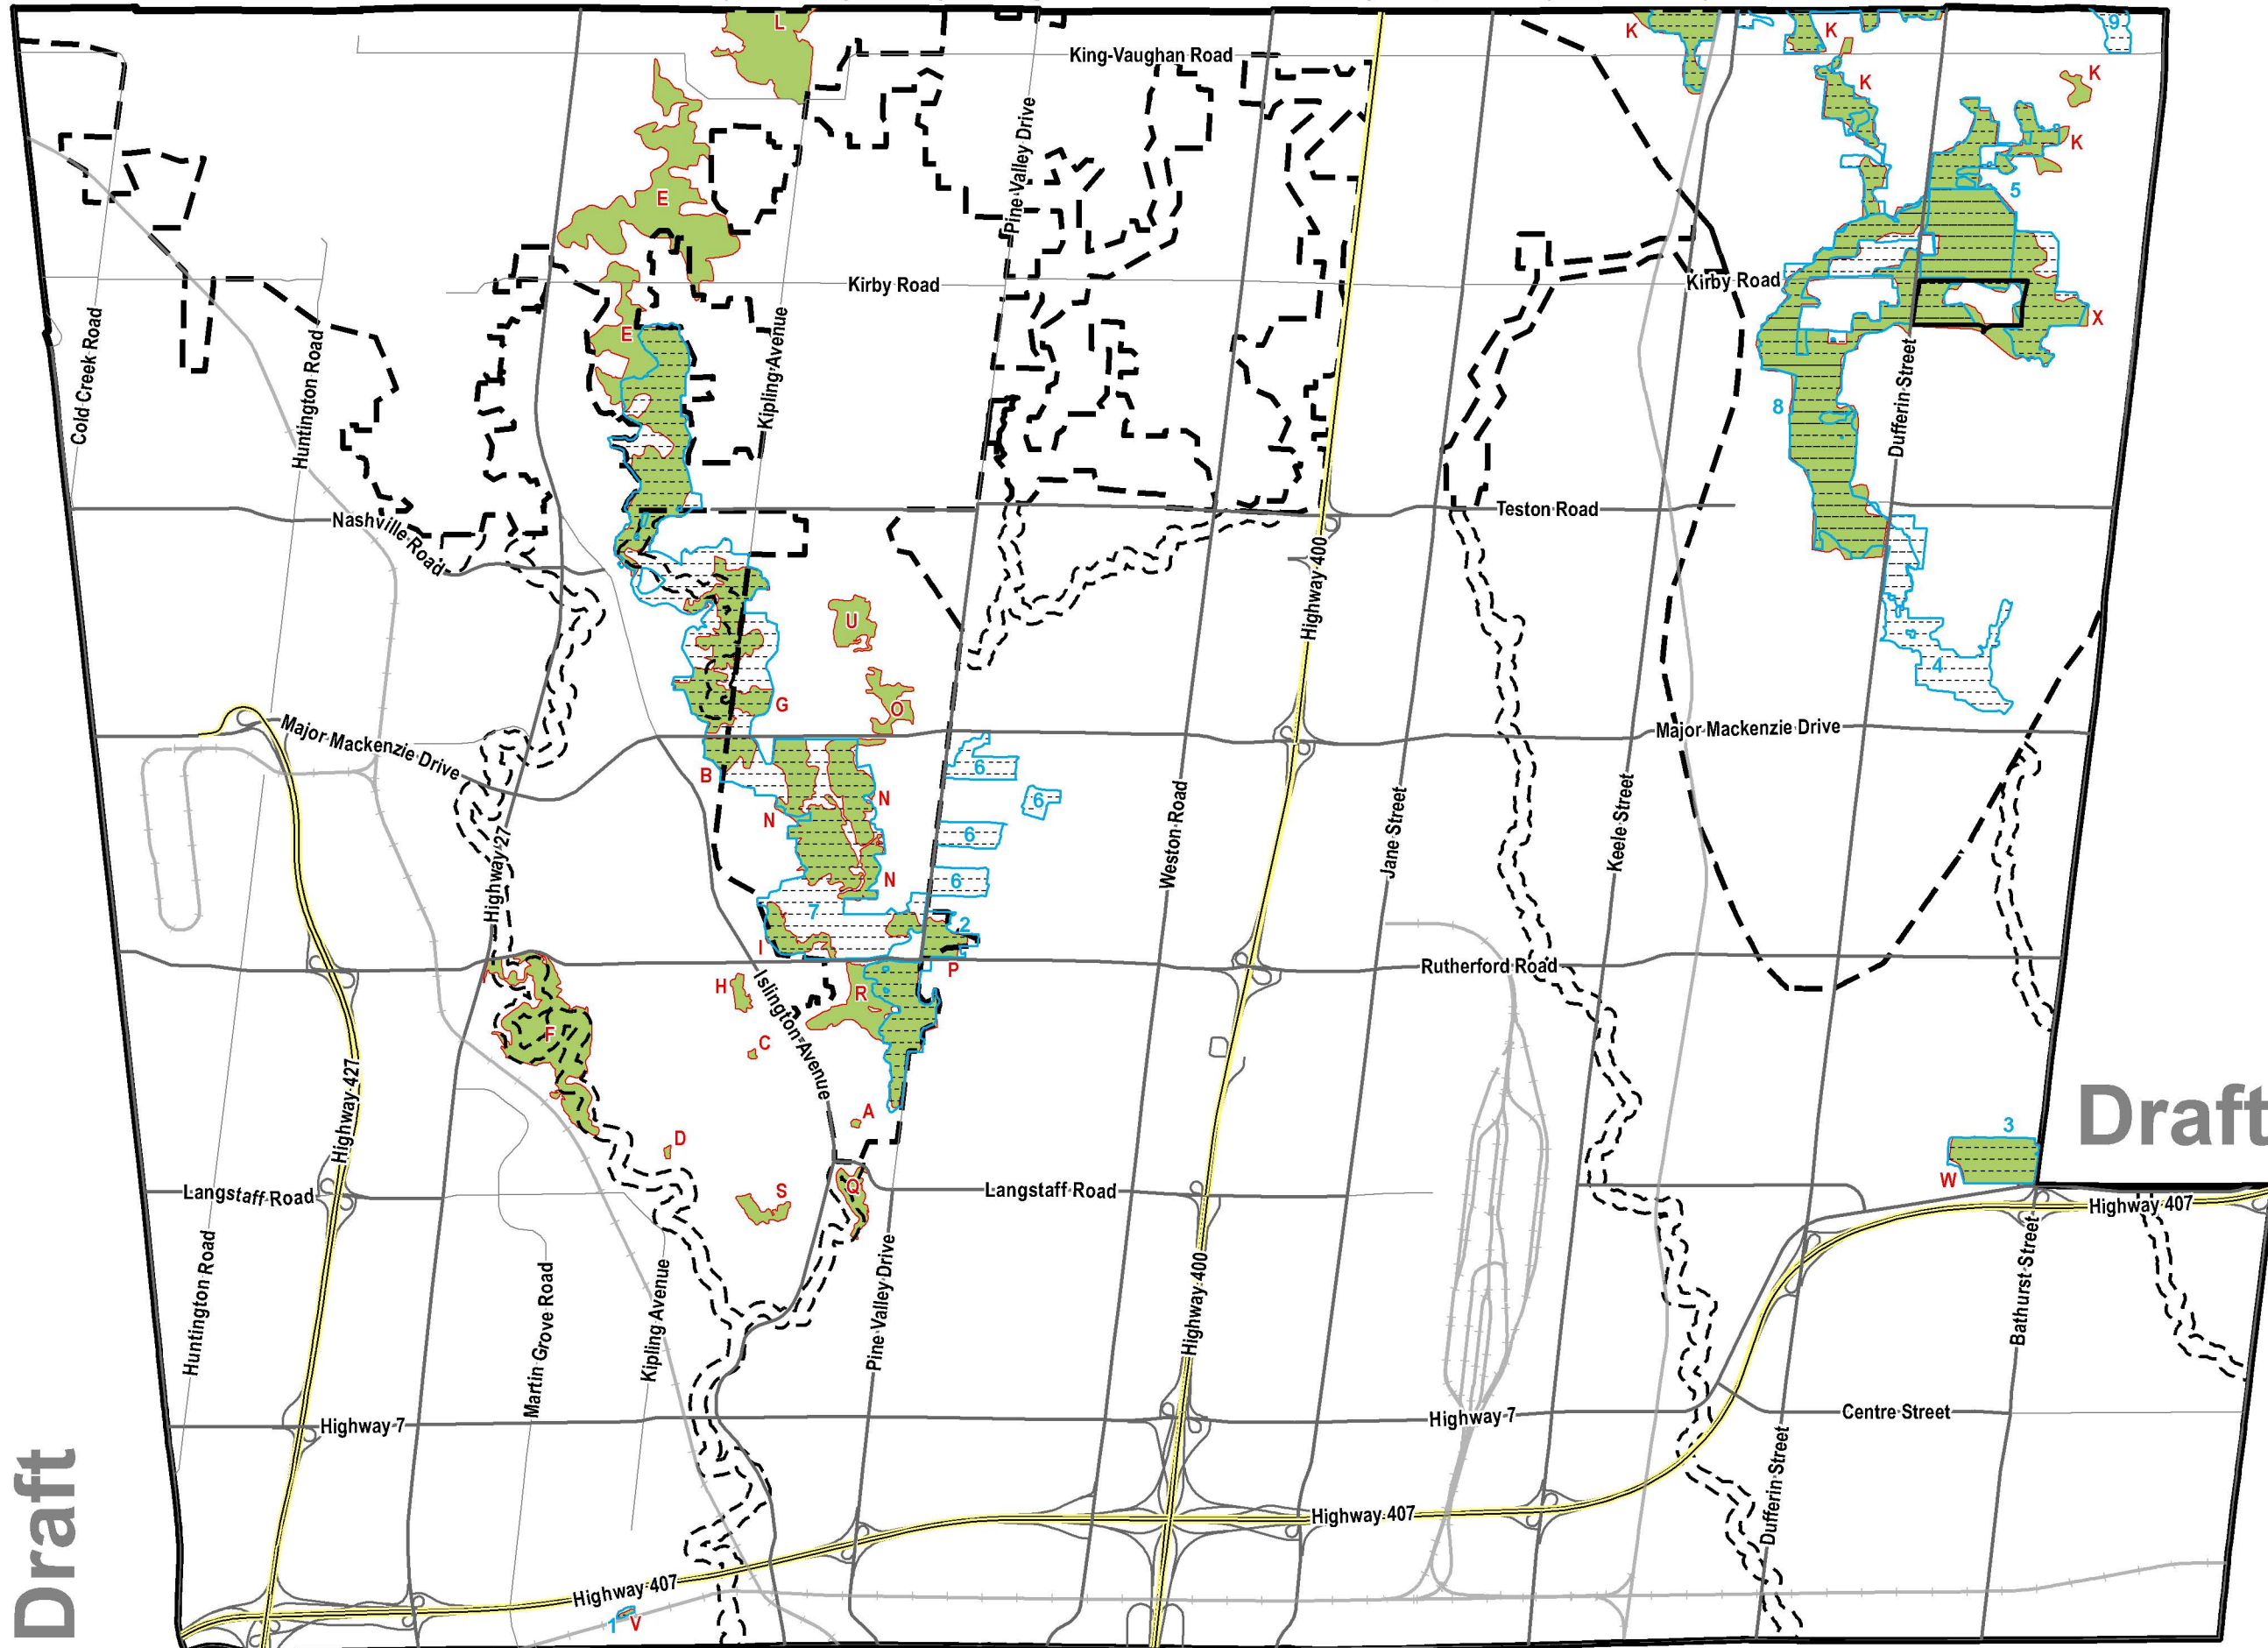 L
K
K
9
King-Vaughan Road
K
K
Pine Valley Drive
K
5
E
Kirby Road
Kirby Road
X
E
Cold Creek Road
Huntington Road
Kipling Avenue
Dufferin Street
8
Nashville Road
Teston Road
Highway 400
U
4
G
O
Major Mackenzie Drive
Major Mackenzie Drive
B
6
N
6
N
6
Highway 27
Weston Road
Jane Street
Keele Street
N
6
7
2
I
P
Rutherford Road
H
R
Islington Avenue
F
C
Highway 427
A
D
Draft
3
W
S
Q
Langstaff Road
Langstaff Road
Highway 407
Huntington Road
Martin Grove Road
Kipling Avenue
Pine Valley Drive
Highway 400
Bathurst Street
Highway 7
Highway 7
Centre Street
Draft
Dufferin Street
Highway 407
Highway 407
1
V